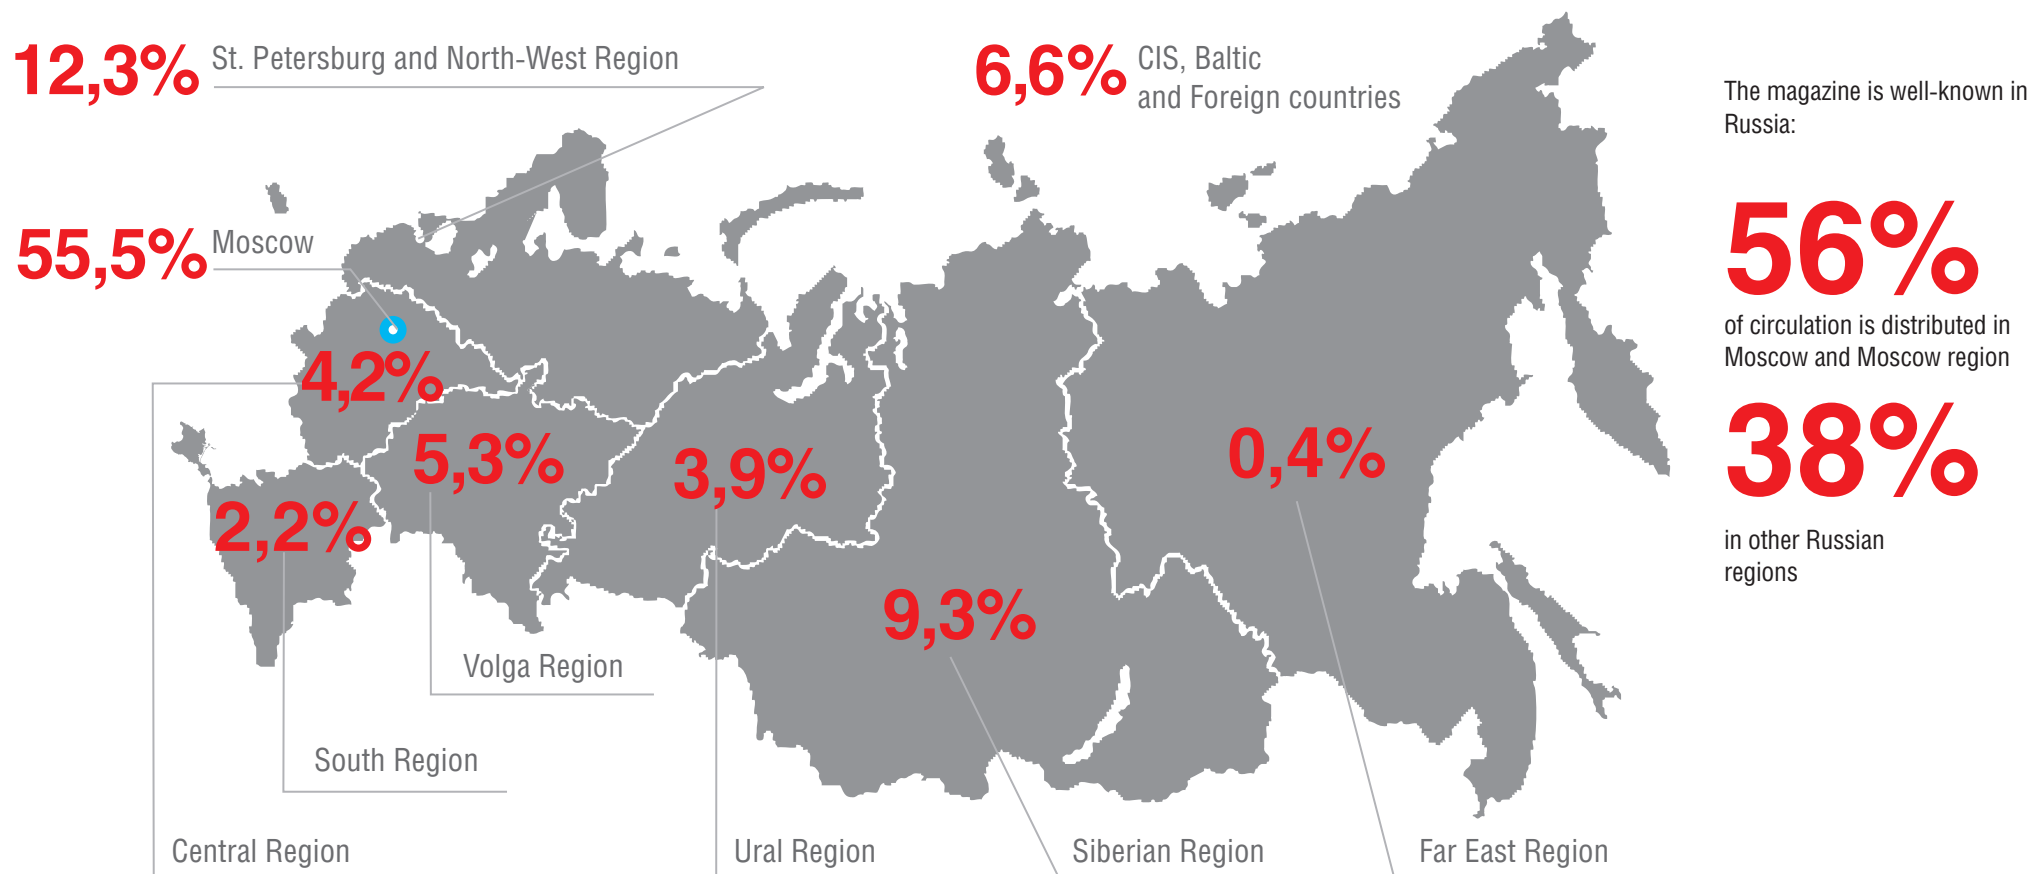 12,3% St. Petersburg and North-West Region
6,6% CIS, Baltic
and Foreign countries
55,5% Moscow
4,2%
5,3%
3,9%
0,4%
2,2%
9,3%
Volga Region
South Region
Central Region
Ural Region
Siberian Region
Far East Region
The magazine is well-known in
Russia:
56%
of circulation is distributed in
Moscow and Moscow region
38%
in other Russian
regions